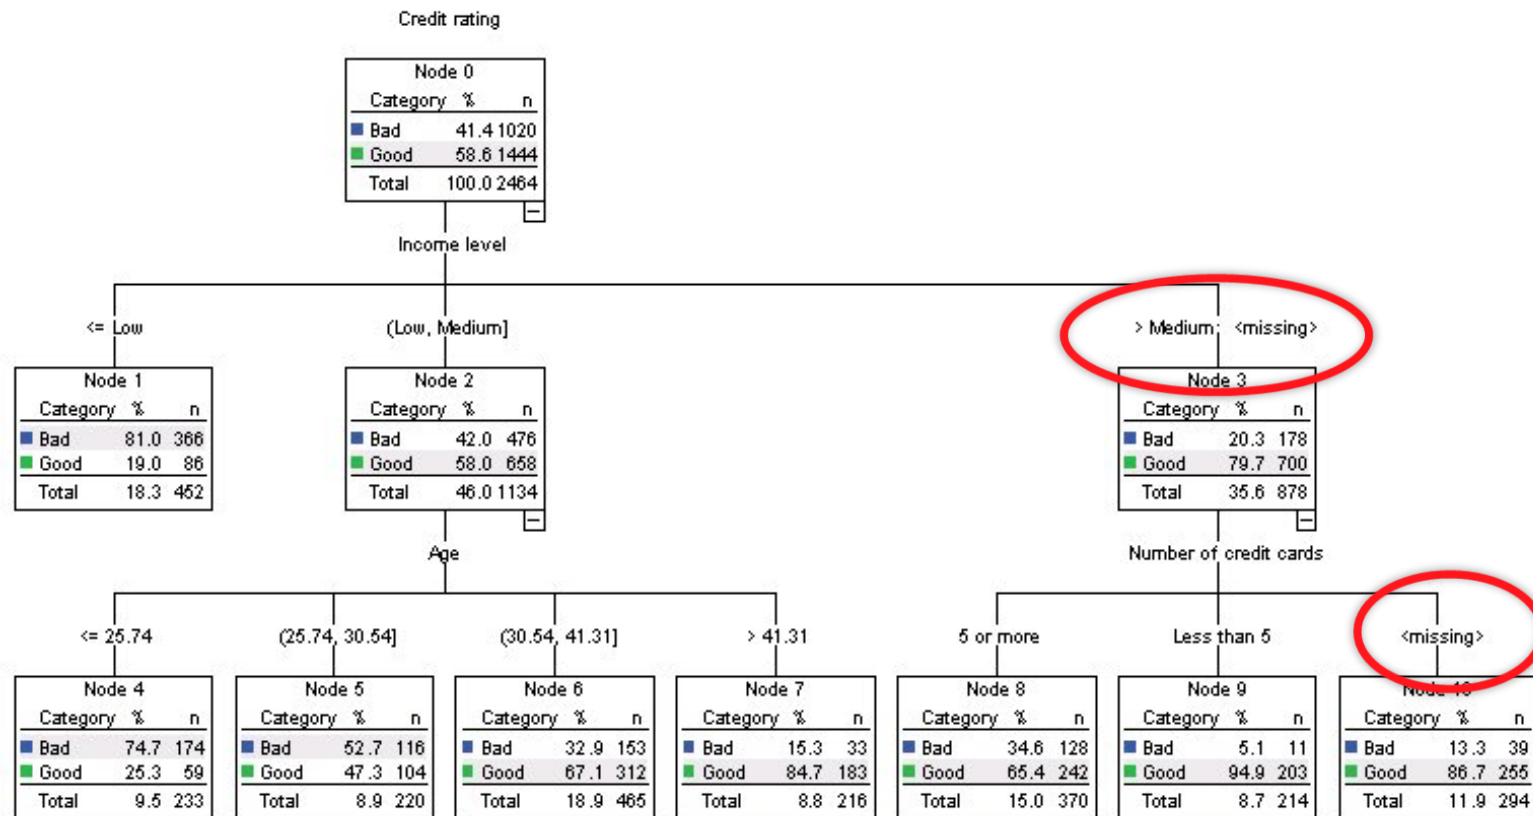 Credit rating
Node 0
Category % n
Bad 41.4 1020
Good 58.6 1444
Total 100.0 2464
Income level
<= Low
(Low, Medium]
> Medium; <missing>
Node 1
Category % n
Bad 81.0 366
Good 19.0 86
Total 18.3 452
Node 2
Category % n
Bad 42.0 476
Good 58.0 658
Total 46.0 1134
Node 3
Category % n
Bad 20.3 178
Good 79.7 700
Total 35.6 878
Age
Number of credit cards
<= 25.74
(25.74, 30.54]
(30.54, 41.31]
> 41.31
5 or more
Less than 5
<missing>
Node 4
Category % n
Bad 74.7 174
Good 25.3 59
Total 9.5 233
Node 5
Category % n
Bad 52.7 116
Good 47.3 104
Total 8.9 220
Node 6
Category % n
Bad 32.9 153
Good 67.1 312
Total 18.9 465
Node 7
Category % n
Bad 15.3 33
Good 84.7 183
Total 8.8 216
Node 8
Category % n
Bad 34.6 128
Good 65.4 242
Total 15.0 370
Node 9
Category % n
Bad 5.1 11
Good 94.9 203
Total 8.7 214
Node 10
Category % n
Bad 13.3 39
Good 86.7 255
Total 11.9 294